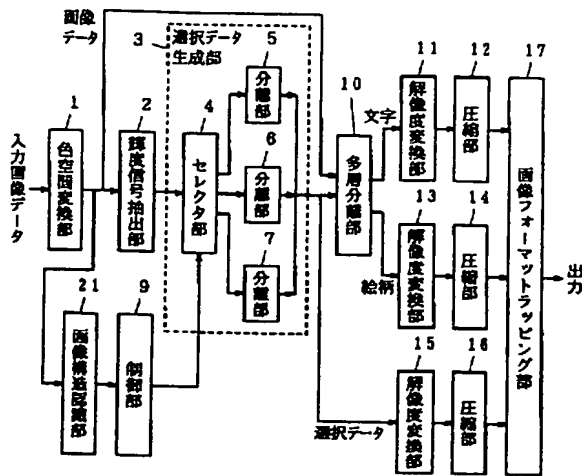 画像
データ
3
選択データ
生成部
5
分離部
11
解像度変換部
12
圧縮部
17
画像フォーマットラッピング部
1
色空間変換部
2
輝度信号抽出部
4
セレクタ部
6
分離部
10
多層分離部
文字
入力画像データ
7
分離部
13
解像度変換部
14
圧縮部
絵柄
出力
21
画像構造認識部
9
制御部
15
解像度変換部
16
圧縮部
選択データ